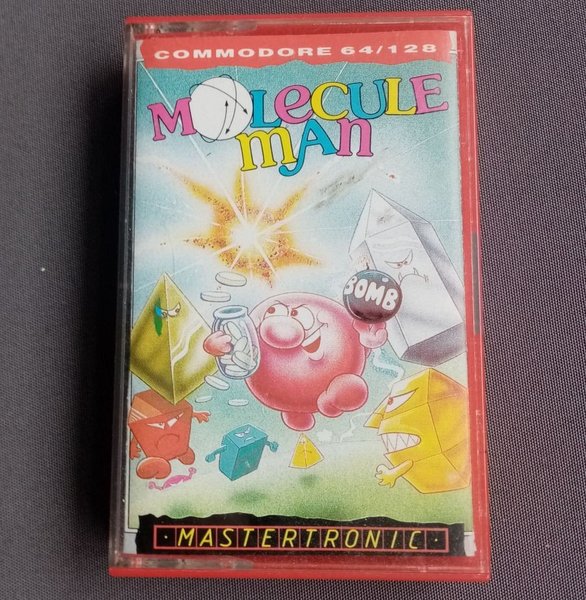 COMMODORE 64/128
MOLECULE
MAN
BOMB
· MASTERTRONIC ·